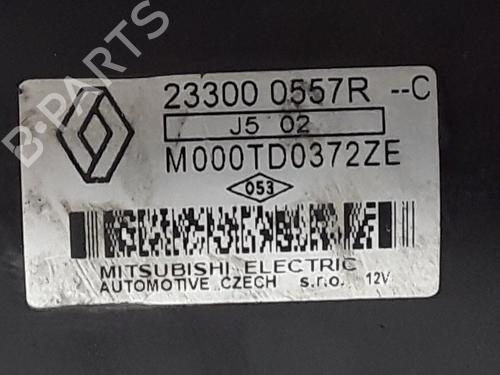 B-PARTS
23300 0557R --C
J5 02
M000TD0372ZE
053
MITSUBISHI ELECTRIC
AUTOMOTIVE CZECH s.r.o. 12V